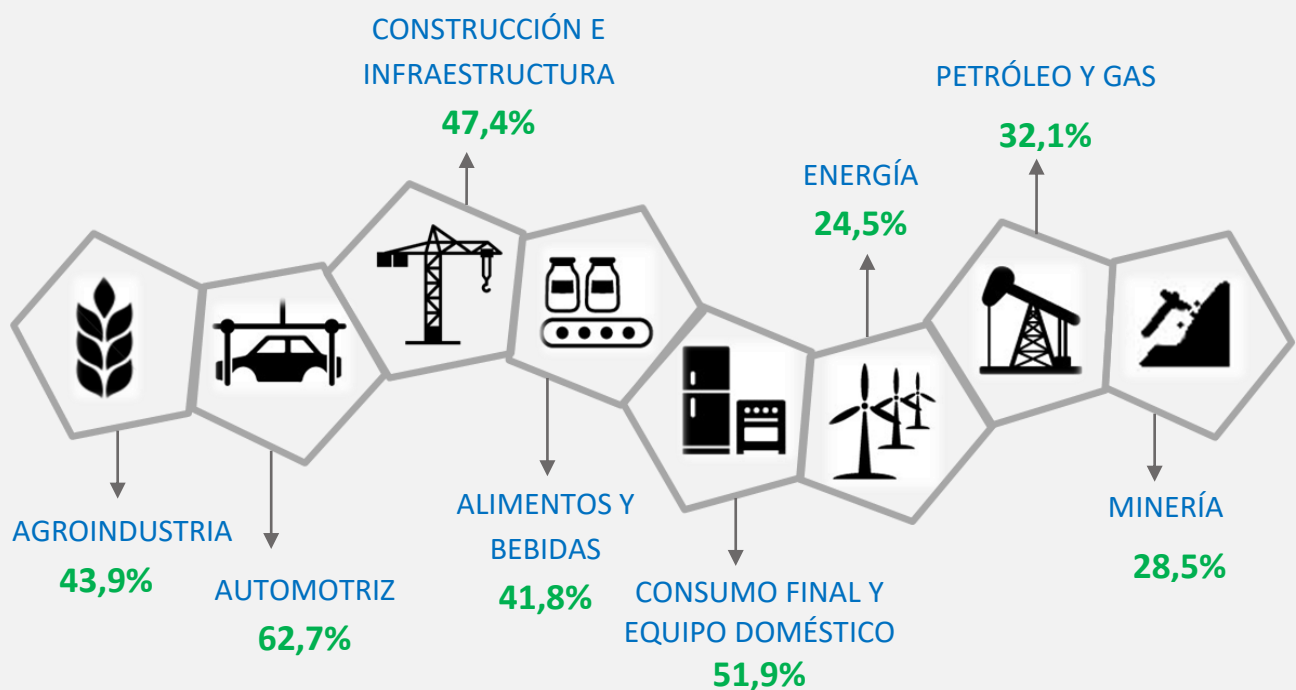 CONSTRUCCIÓN E
INFRAESTRUCTURA
47,4%
PETRÓLEO Y GAS
32,1%
ENERGÍA
24,5%
AGROINDUSTRIA
43,9%
AUTOMOTRIZ
62,7%
ALIMENTOS Y
BEBIDAS
41,8%
CONSUMO FINAL Y
EQUIPO DOMÉSTICO
51,9%
MINERÍA
28,5%